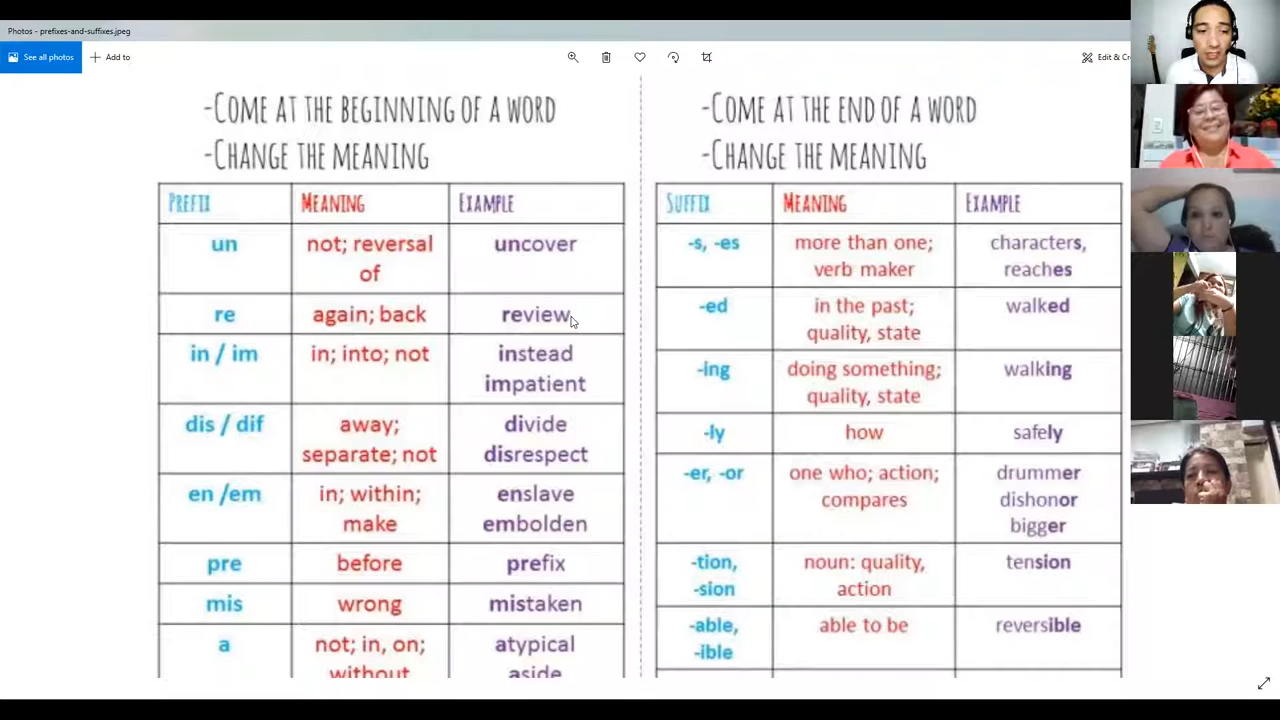 Photos - prefixes-and-suffixes.jpeg
See all photos
Add to
Edit & Cr
-COME AT THE BEGINNING OF A WORD
-CHANGE THE MEANING
PREFIX MEANING EXAMPLE
un not; reversal of uncover
re again; back review
in / im in; into; not instead
impatient
dis / dif away; separate; not divide
disrespect
en /em in; within; make enslave
embolden
pre before prefix
mis wrong mistaken
a not; in, on; without atypical
aside
-COME AT THE END OF A WORD
-CHANGE THE MEANING
SUFFIX MEANING EXAMPLE
-s, -es more than one; verb maker characters,
reaches
-ed in the past; quality, state walked
-ing doing something; quality, state walking
-ly how safely
-er, -or one who; action; compares drummer
dishonor
bigger
-tion, -sion noun: quality, action tension
-able, -ible able to be reversible